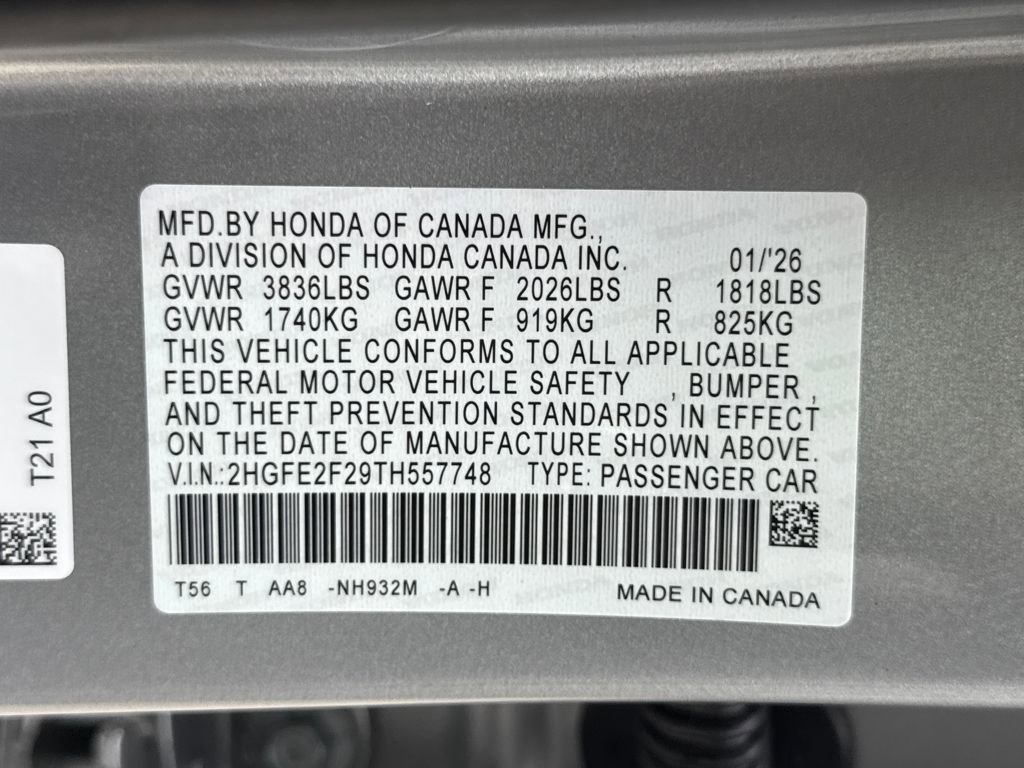 MFD.BY HONDA OF CANADA MFG.,
A DIVISION OF HONDA CANADA INC. 01/'26
GVWR 3836LBS GAWR F 2026LBS R 1818LBS
GVWR 1740KG GAWR F 919KG R 825KG
THIS VEHICLE CONFORMS TO ALL APPLICABLE
FEDERAL MOTOR VEHICLE SAFETY , BUMPER ,
AND THEFT PREVENTION STANDARDS IN EFFECT
ON THE DATE OF MANUFACTURE SHOWN ABOVE.
V.I.N.:2HGFE2F29TH557748 TYPE: PASSENGER CAR
T56 T AA8 -NH932M -A -H MADE IN CANADA
T21 A0